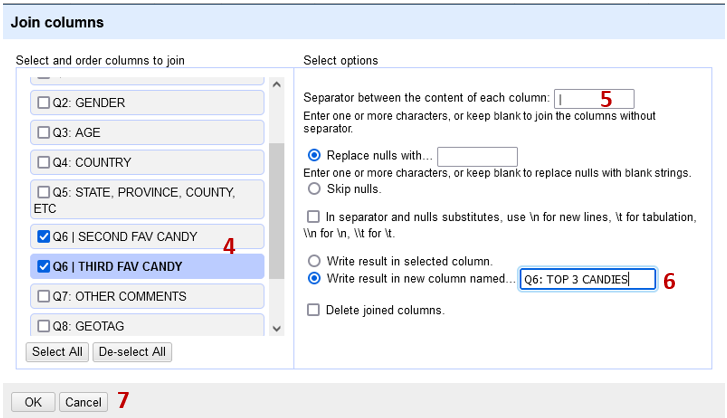 Join columns
Select and order columns to join
Q2: GENDER
Q3: AGE
Q4: COUNTRY
Q5: STATE, PROVINCE, COUNTY,
ETC
Q6 | SECOND FAV CANDY
4
Q6 | THIRD FAV CANDY
Q7: OTHER COMMENTS
Q8: GEOTAG
Select All
De-select All
Select options
Separator between the content of each column: | 5
Enter one or more characters, or keep blank to join the columns without
separator.
Replace nulls with...
Enter one or more characters, or keep blank to replace nulls with blank strings.
Skip nulls.
In separator and nulls substitutes, use \n for new lines, \t for tabulation,
\\n for \n, \\t for \t.
Write result in selected column.
Write result in new column named... Q6: TOP 3 CANDIES 6
Delete joined columns.
OK Cancel 7